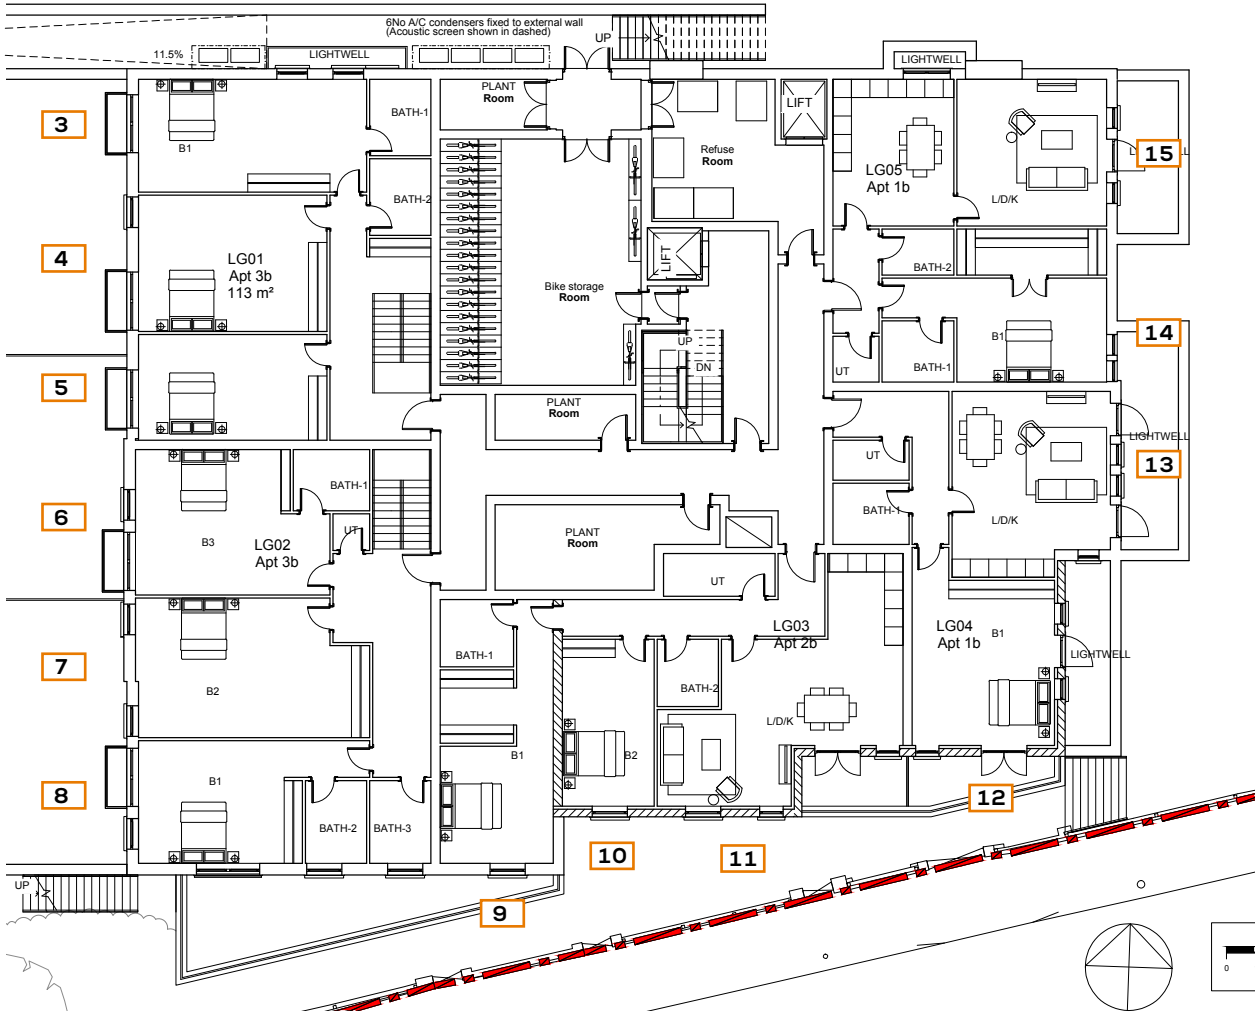 6No A/C condensers fixed to external wall
(Acoustic screen shown in dashed)
UP
11.5%
LIGHTWELL
LIGHTWELL
PLANT
Room
BATH-1
LIFT
3
B1
Refuse
Room
15
LG05
Apt 1b
L/D/K
BATH-2
4
LG01
Apt 3b
113 m²
LIFT
BATH-2
Bike storage
Room
UP
DN
B1
14
5
UT
BATH-1
PLANT
Room
LIGHTWELL
UT
13
BATH-1
6
B3
UT
LG02
Apt 3b
PLANT
Room
BATH-1
L/D/K
UT
LG03
Apt 2b
LG04
Apt 1b
B1
7
BATH-1
LIGHTWELL
B2
BATH-2
L/D/K
B1
B1
B2
8
12
BATH-2
BATH-3
10
11
UP
9
0